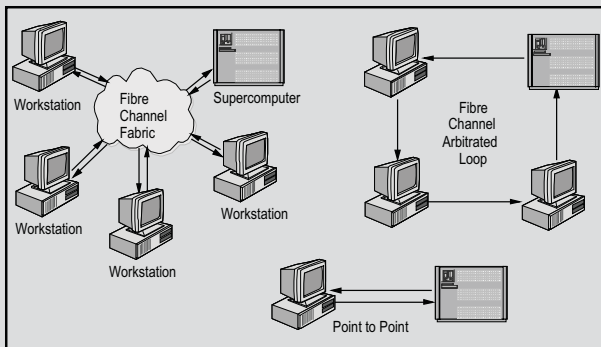 Workstation
Fibre
Channel
Fabric
Supercomputer
Workstation
Workstation
Workstation
Fibre
Channel
Arbitrated
Loop
Point to Point